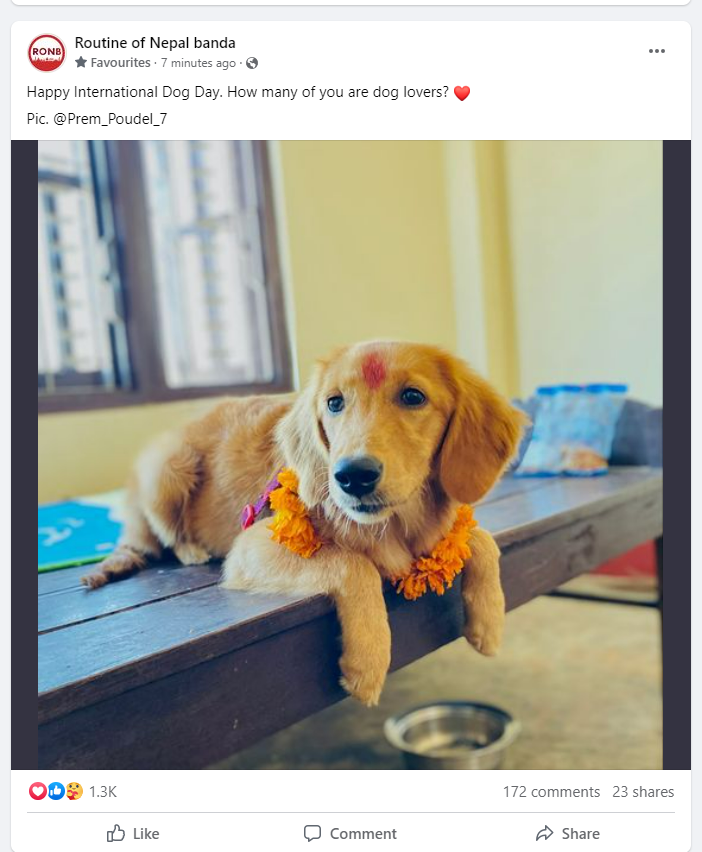 RONB
Routine of Nepal banda
Favourites · 7 minutes ago ·
Happy International Dog Day. How many of you are dog lovers? ❤️
Pic. @Prem_Poudel_7
1.3K 172 comments 23 shares
Like Comment Share